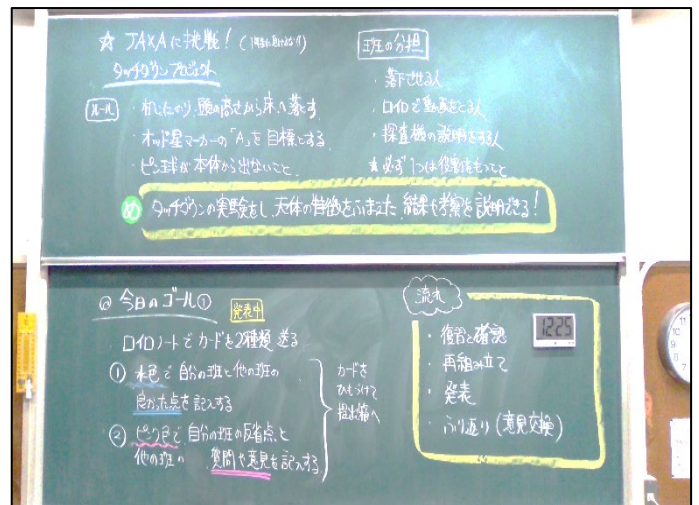 ☆ JAXAに挑戦！
タッチダウンプロジェクト
ルール
・机に立ったり、頭の高さから床へ落とす
・オッド星マーカーの「A」を目標とする
・ピン球が本体から出ないこと
班の分担
・落下させる人
・ロイロで動画をとる人
・探査機の説明をする人
★必ず1つは役割をもつこと
め タッチダウンの実験をし、天体の特徴をふまえた、結果や考察を説明できる！
◎ 今日のゴール①
発表中
ロイロノートでカードを2種類送る
① 水色で自分の班と他の班の
良かった点を記入する
② ピンク色で自分の班の反省点と
他の班の 質問や意見を記入する
カードを
ひもづけて
提出箱へ
流れ
・復習と確認
・再組み立て
・発表
・ふり返り(意見交換)
12:25